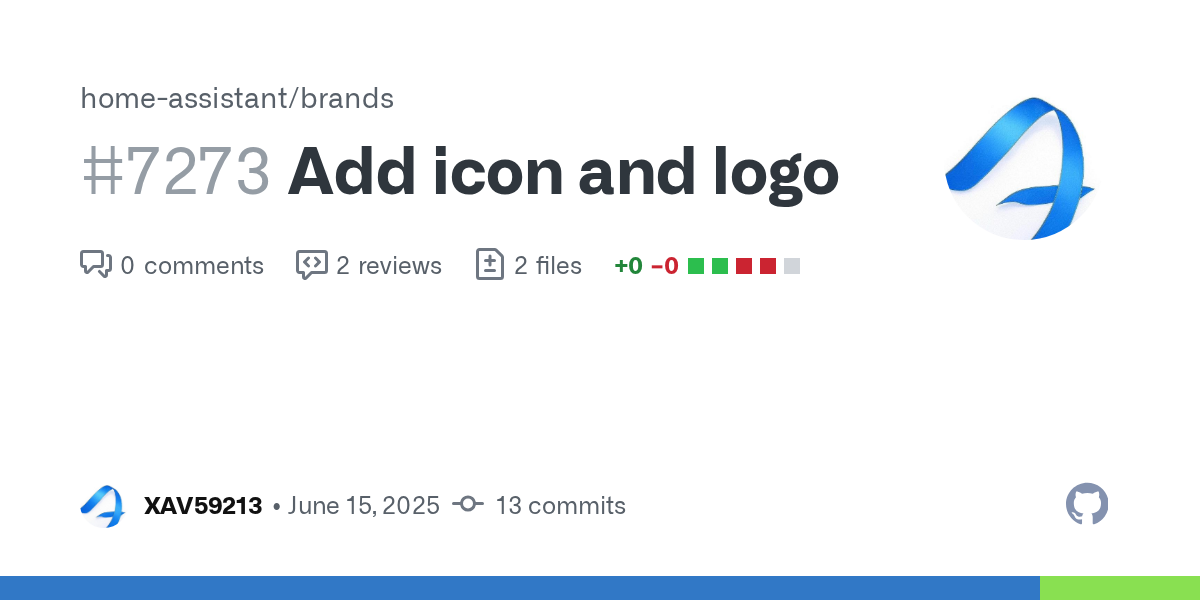 home-assistant/brands
#7273 Add icon and logo
0 comments 2 reviews 2 files +0 −0
XAV59213 • June 15, 2025 13 commits